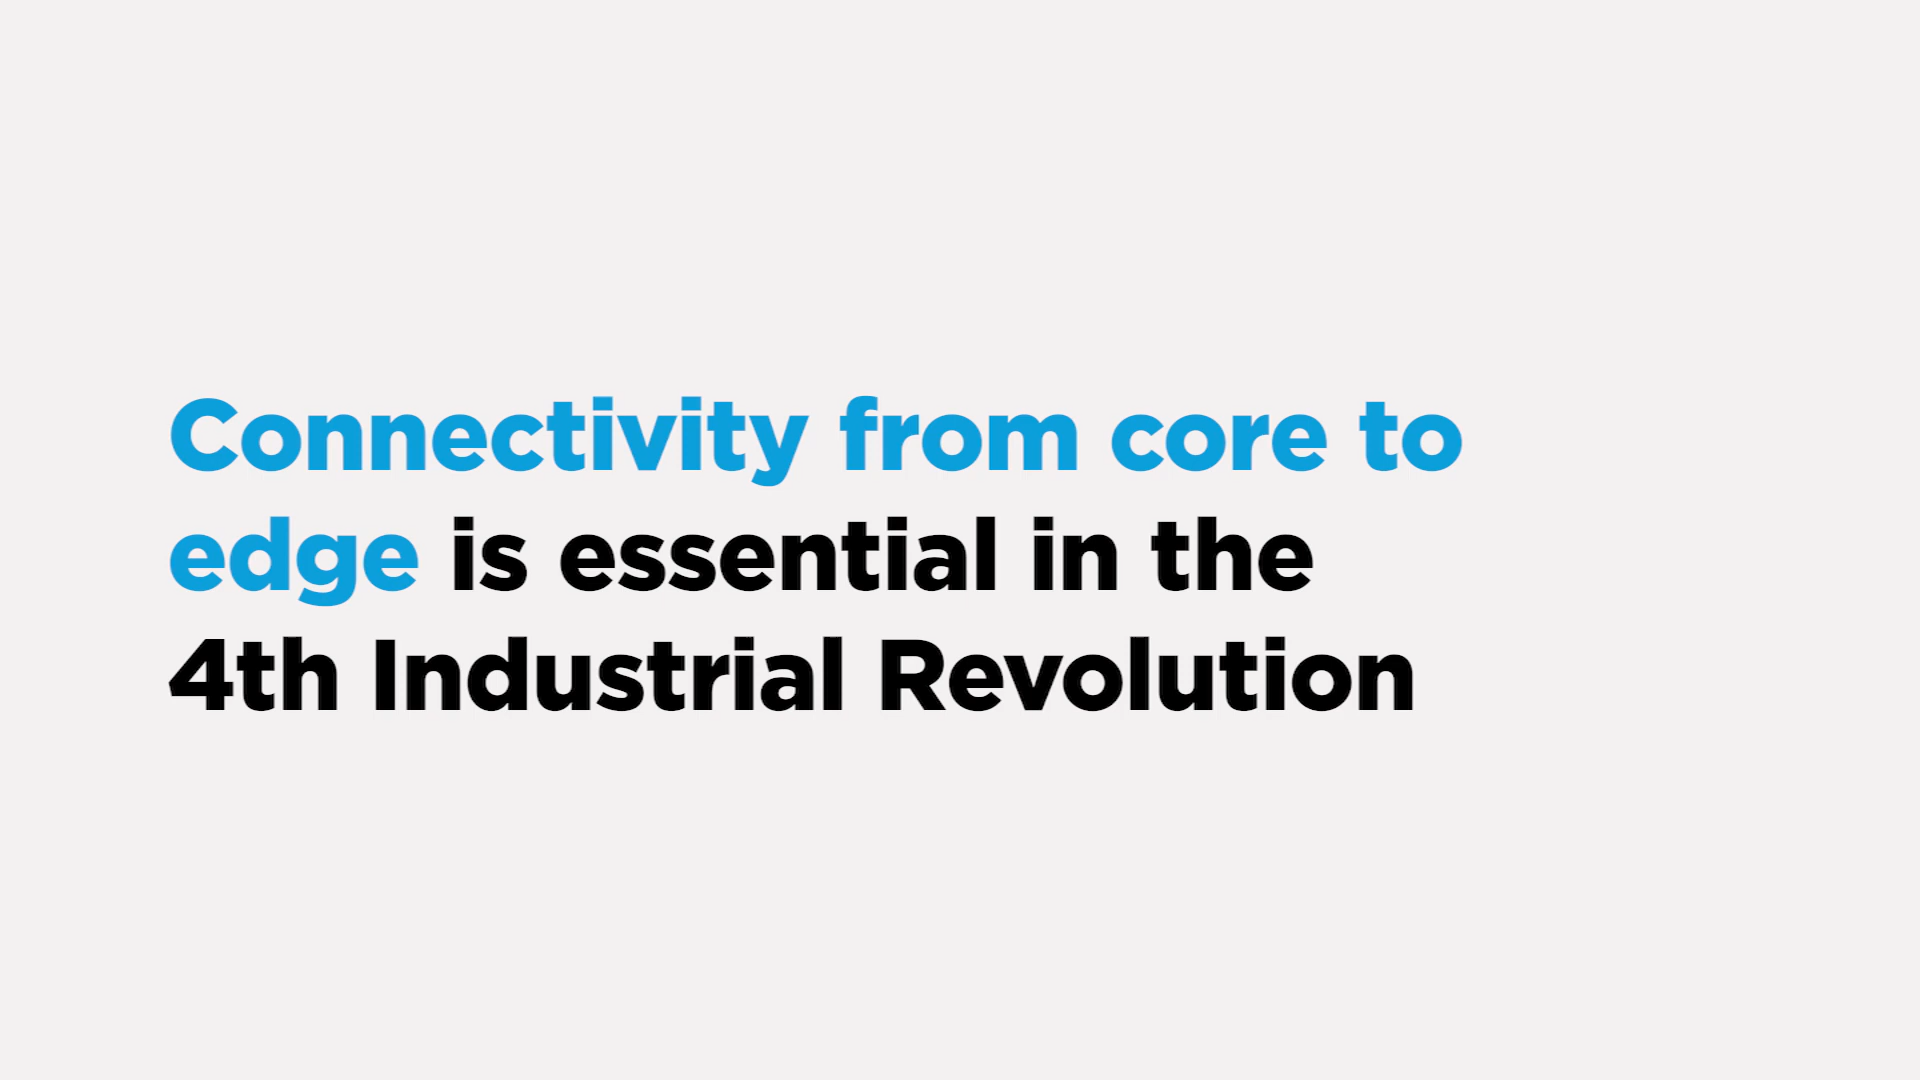 Connectivity from core to
edge is essential in the
4th Industrial Revolution